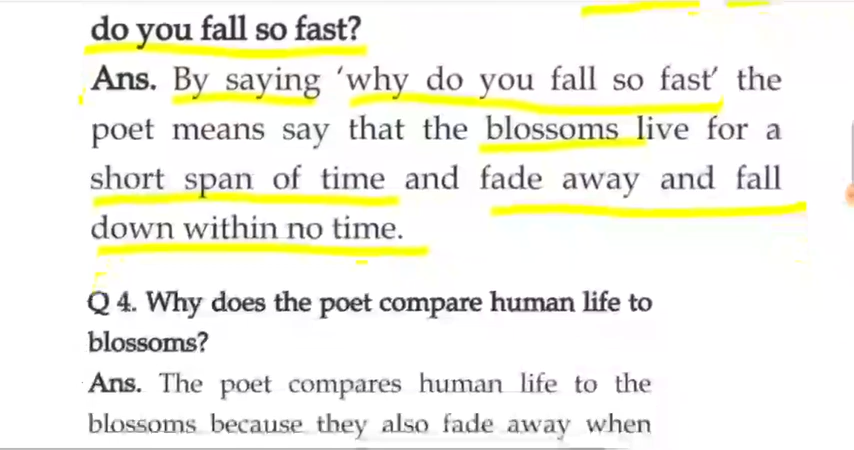 do you fall so fast?
Ans. By saying ‘why do you fall so fast’ the
poet means say that the blossoms live for a
short span of time and fade away and fall
down within no time.
Q 4. Why does the poet compare human life to
blossoms?
Ans. The poet compares human life to the
blossoms because they also fade away when